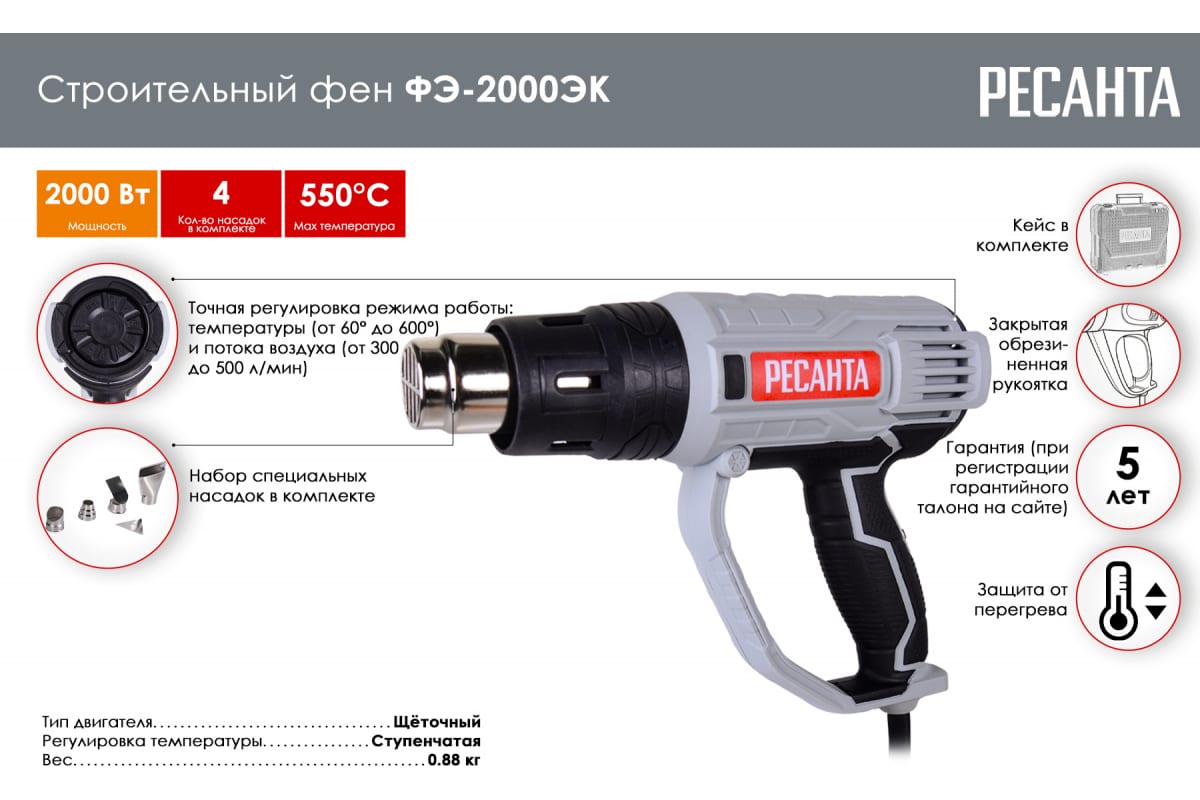 Строительный фен ФЭ-2000ЭК
РЕСАНТА
2000 Вт
Мощность
4
Кол-во насадок
в комплекте
550°C
Max температура
Точная регулировка режима работы:
температуры (от 60° до 600°)
и потока воздуха (от 300
до 500 л/мин)
Набор специальных
насадок в комплекте
РЕСАНТА
Кейс в
комплекте
РЕСАНТА
Закрытая
обрези-
ненная
рукоятка
Гарантия (при
регистрации
гарантийного
талона на сайте)
5
лет
Защита от
перегрева
Тип двигателя....................................Щёточный
Регулировка температуры..................Ступенчатая
Вес......................................................0.88 кг